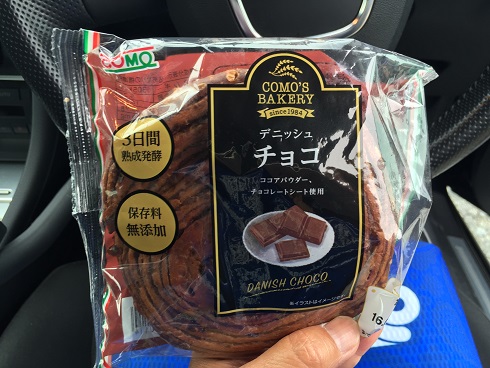 COMO
COMO'S
BAKERY
since1984
デニッシュ
チョコ
ココアパウダー、
チョコレートシート使用
3日間
熟成発酵
保存料
無添加
DANISH CHOCO
※イラストはイメージです
16